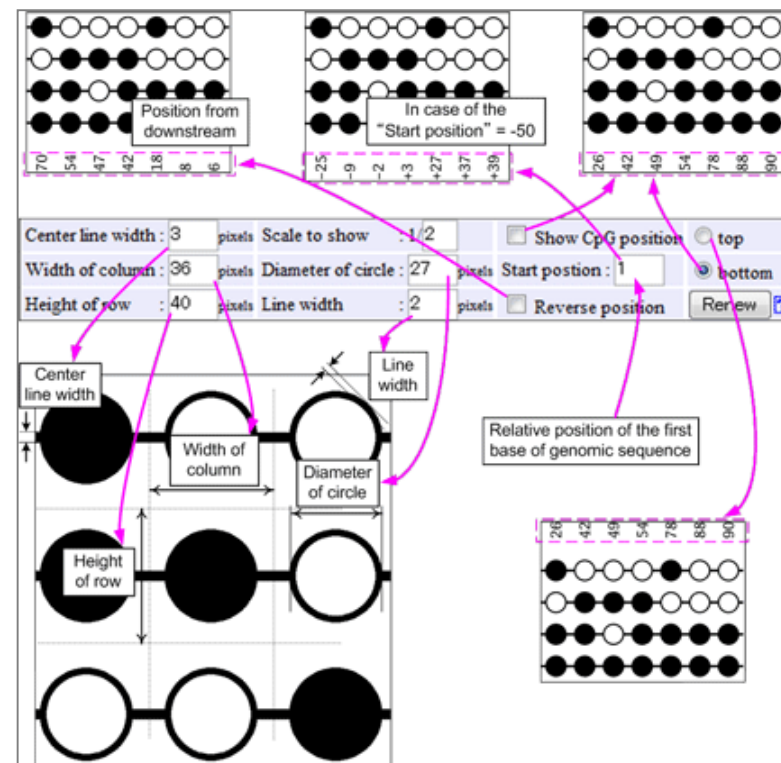 Position from
downstream
70 54 47 42 18 8 6
In case of the
“Start position” = -50
-25 -9 -2 +3 +27 +37 +39
26 42 49 54 78 88 90
Center line width : 3 pixels Scale to show : 1/2 Show CpG position top
Width of column : 36 pixels Diameter of circle : 27 pixels Start postion : 1 bottom
Height of row : 40 pixels Line width : 2 pixels Reverse position Renew
Center
line width
Line
width
Width of
column
Diameter
of circle
Relative position of the first
base of genomic sequence
Height
of row
26 42 49 54 78 88 90